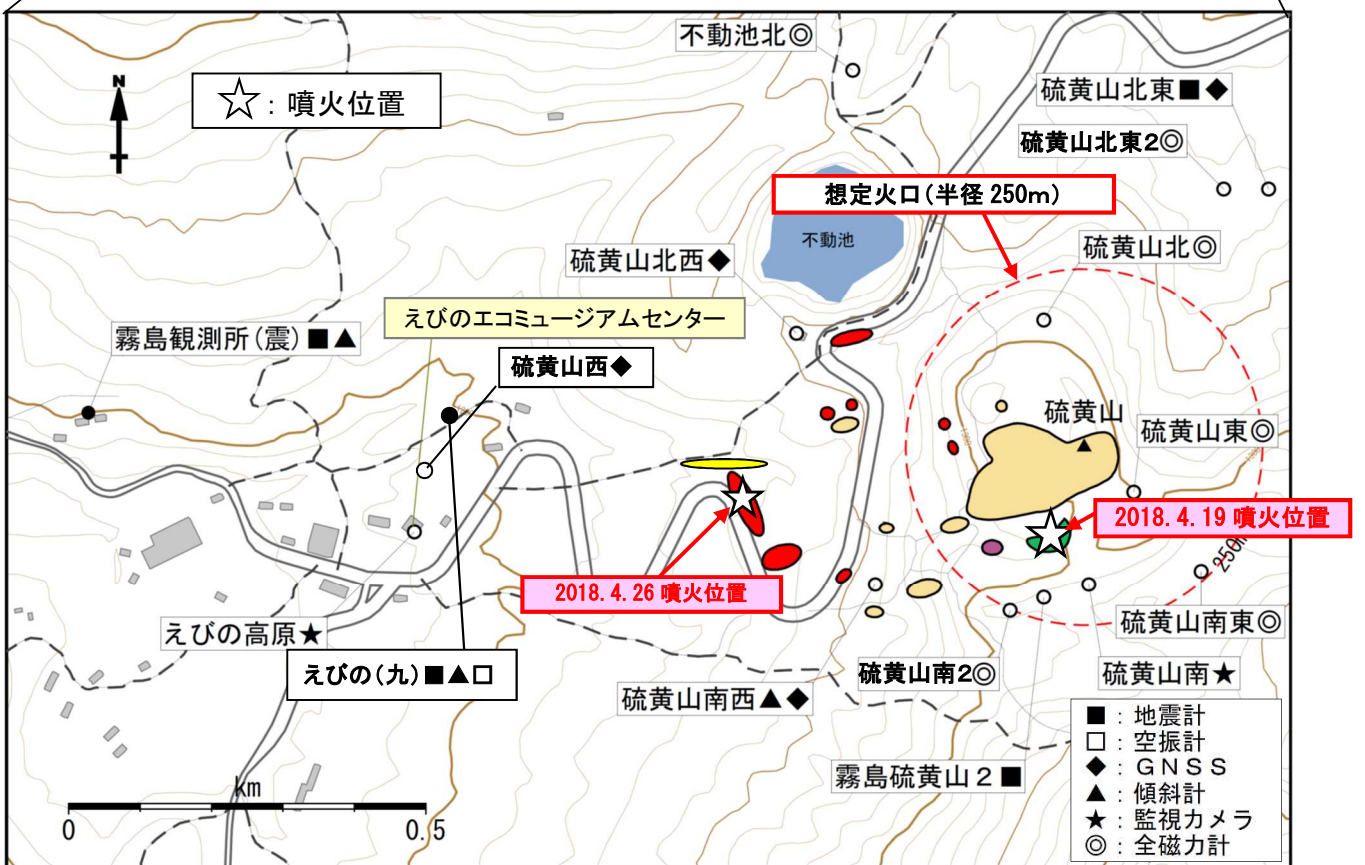 不動池北◎
N
☆：噴火位置
硫黄山北東■◆
硫黄山北東2◎
想定火口(半径 250m)
不動池
硫黄山北◎
硫黄山北西◆
えびのエコミュージアムセンター
霧島観測所(震)■▲
硫黄山西◆
硫黄山
硫黄山東◎
1300
2018.4.19 噴火位置
250m
2018.4.26 噴火位置
えびの高原★
硫黄山南東◎
えびの(九)■▲□
硫黄山南2◎
硫黄山南★
硫黄山南西▲◆
霧島硫黄山2■
■：地震計
□：空振計
◆：GNSS
▲：傾斜計
★：監視カメラ
◎：全磁力計
km
0
0.5